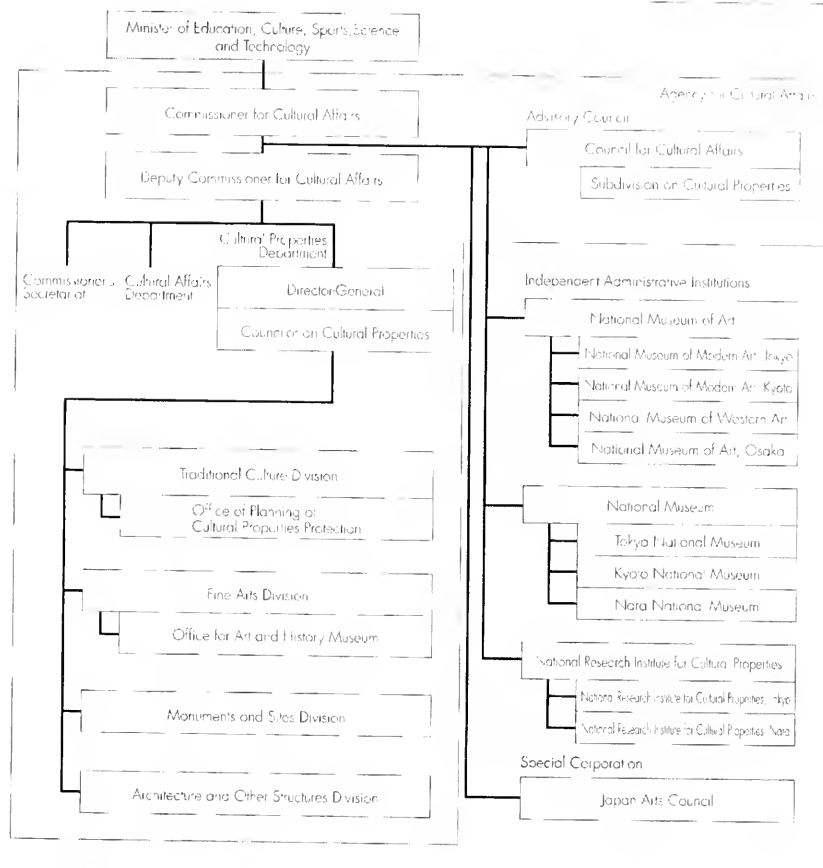 Minister of Education, Culture, Sports, Science
and Technology
Agency for Cultural Affairs
Commissioner for Cultural Affairs
Deputy Commissioner for Cultural Affairs
Commissioner's
Secretariat
Cultural Affairs
Department
Cultural Properties
Department
Director-General
Councilor on Cultural Properties
Traditional Culture Division
Office of Planning of
Cultural Properties Protection
Fine Arts Division
Office for Art and History Museum
Monuments and Sites Division
Architecture and Other Structures Division
Advisory Council
Council for Cultural Affairs
Subdivision on Cultural Properties
Independent Administrative Institutions
National Museum of Art
National Museum of Modern Art, Tokyo
National Museum of Modern Art, Kyoto
National Museum of Western Art
National Museum of Art, Osaka
National Museum
Tokyo National Museum
Kyoto National Museum
Nara National Museum
National Research Institute for Cultural Properties
National Research Institute for Cultural Properties, Tokyo
National Research Institute for Cultural Properties, Nara
Special Corporation
Japan Arts Council